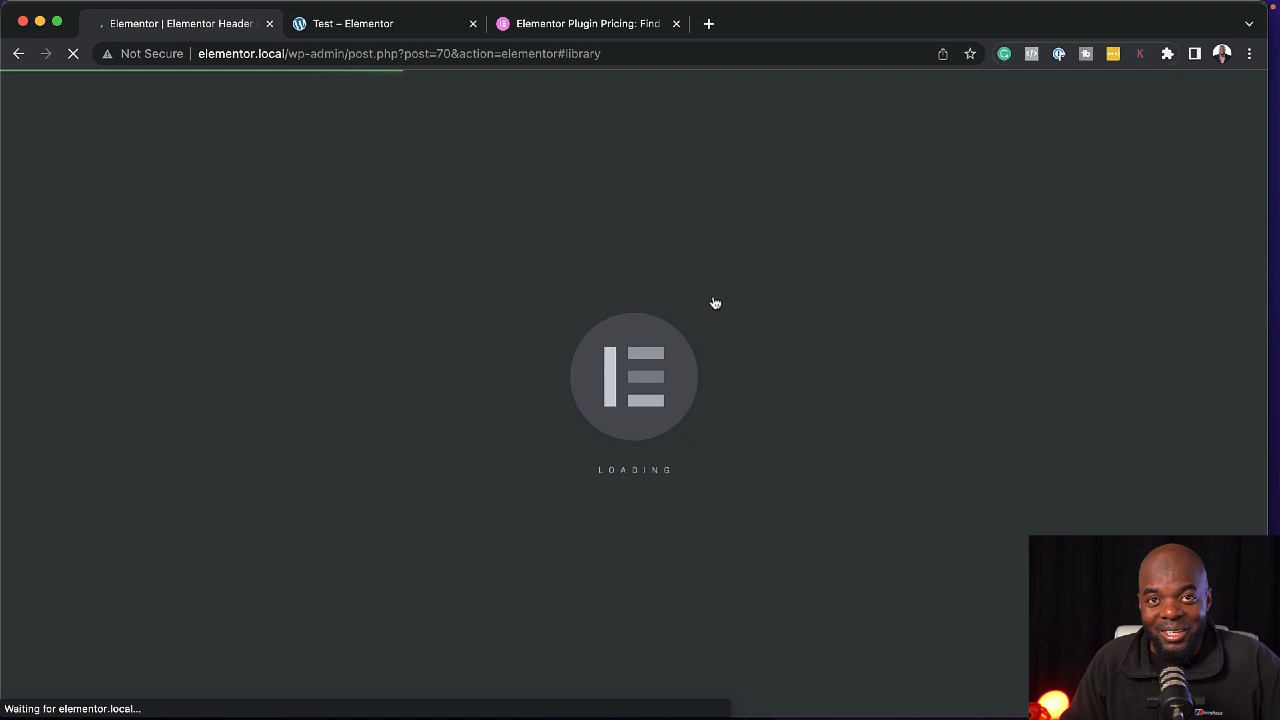 Elementor | Elementor Header
Test – Elementor
Elementor Plugin Pricing: Find
Not Secure
elementor.local/wp-admin/post.php?post=70&action=elementor#library
LOADING
Waiting for elementor.local...